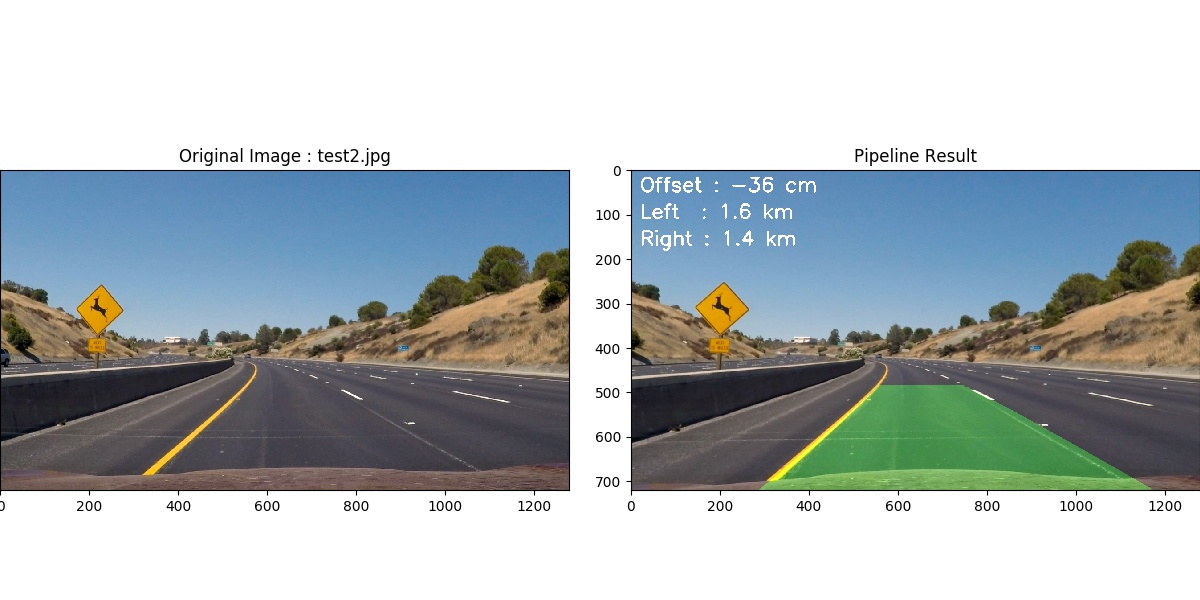 Original Image : test2.jpg
Pipeline Result
Offset : -36 cm
Left : 1.6 km
Right : 1.4 km
0
100
200
300
400
500
600
700
0 200 400 600 800 1000 1200
0 200 400 600 800 1000 1200